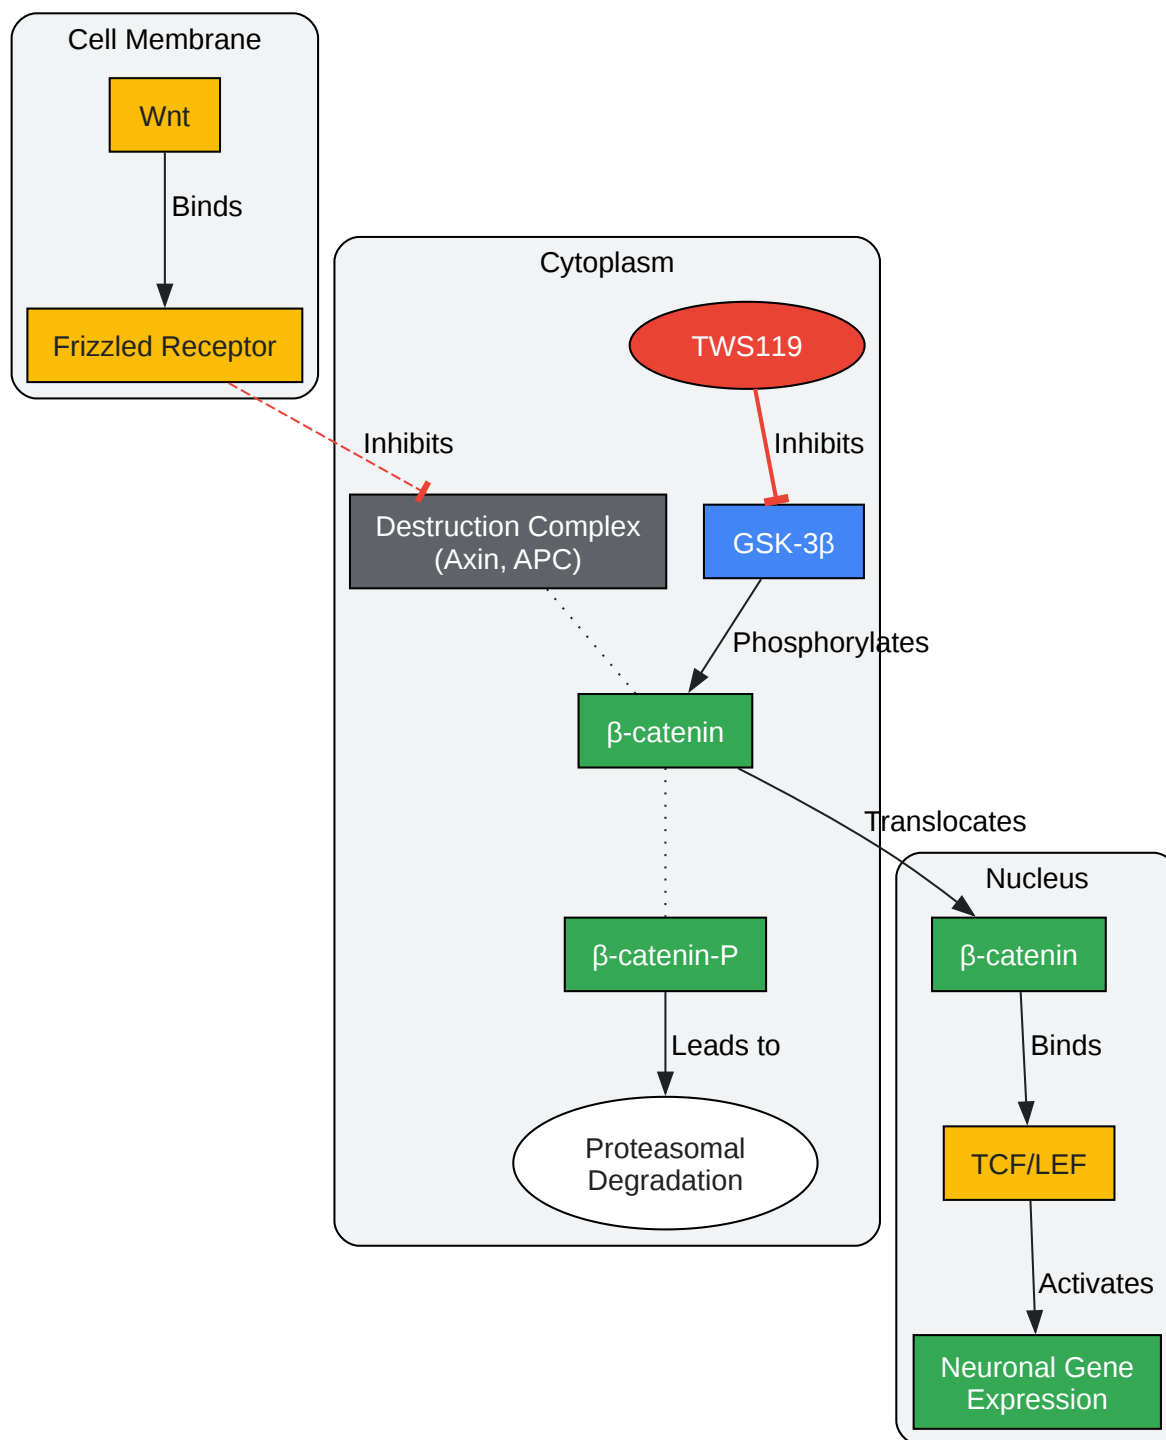 Cell Membrane
Wnt
Binds
Frizzled Receptor
Inhibits
Cytoplasm
TWS119
Inhibits
Destruction Complex
(Axin, APC)
GSK-3β
Phosphorylates
β-catenin
Translocates
β-catenin-P
Leads to
Proteasomal
Degradation
Nucleus
β-catenin
Binds
TCF/LEF
Activates
Neuronal Gene
Expression